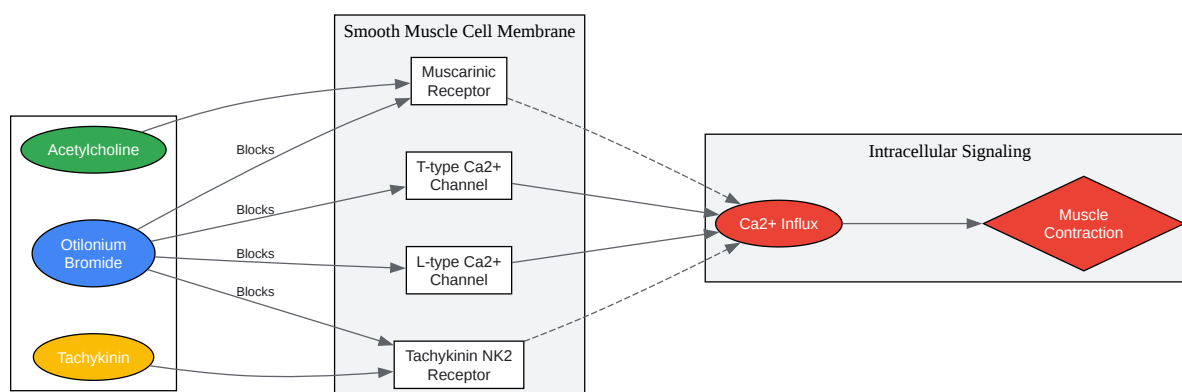 Smooth Muscle Cell Membrane
Muscarinic
Receptor
Acetylcholine
Blocks
T-type Ca2+
Channel
Blocks
Otilonium
Bromide
Blocks
L-type Ca2+
Channel
Blocks
Tachykinin
Tachykinin NK2
Receptor
Intracellular Signaling
Ca2+ Influx
Muscle
Contraction